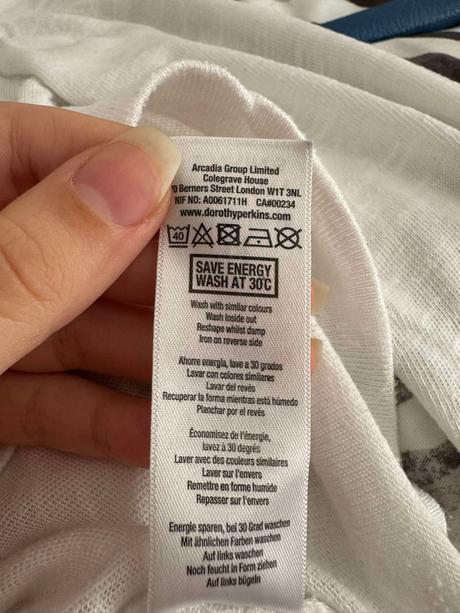 Arcadia Group Limited
Colegrave House
Berners Street London W1T 3NL
NIF NO: A0061711H CA#00234
www.dorothyperkins.com
40
SAVE ENERGY
WASH AT 30°C
Wash with similar colours
Wash inside out
Reshape whilst damp
Iron on reverse side
Ahorre energía, lave a 30 grados
Lavar con colores similares
Lavar del revés
Recuperar la forma mientras está húmedo
Planchar por el revés
Économisez de l'énergie,
lavez à 30 degrés
Laver avec des couleurs similaires
Laver sur l'envers
Remettre en forme humide
Repasser sur l'envers
Energie sparen, bei 30 Grad waschen
Mit ähnlichen Farben waschen
Auf links waschen
Noch feucht in Form ziehen
Auf links bügeln